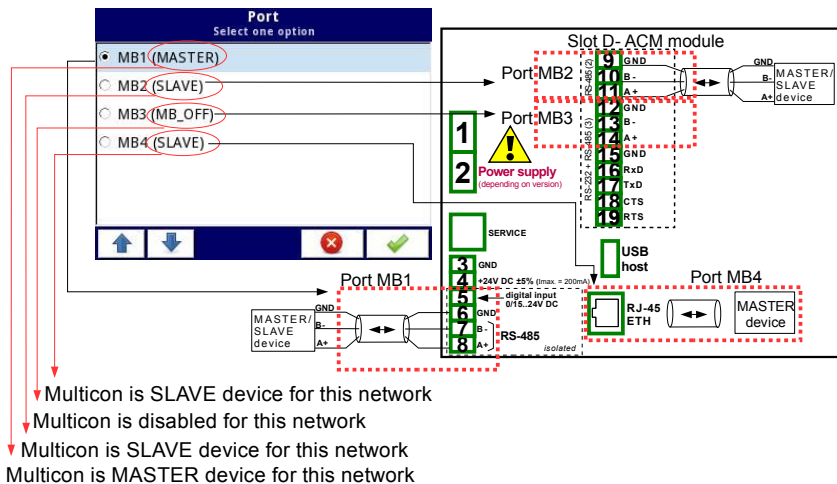 Port
Select one option
MB1 (MASTER)
MB2 (SLAVE)
MB3 (MB_OFF)
MB4 (SLAVE)
Slot D- ACM module
Port MB2
RS-485 (2)
9 GND
10 B-
11 A+
GND
B-
A+
MASTER/
SLAVE
device
Port MB3
RS-232 + RS-485 (3)
12 GND
13 B-
14 A+
15 GND
16 RxD
17 TxD
18 CTS
19 RTS
1
2
Power supply
(depending on version)
SERVICE
USB
host
3 GND
4 +24V DC ±5% (Imax. = 200mA)
5 digital input
0/15..24V DC
6 GND
7 B-
8 A+
RS-485
isolated
Port MB1
MASTER/
SLAVE
device
GND
B-
A+
Port MB4
RJ-45
ETH
MASTER
device
Multicon is SLAVE device for this network
Multicon is disabled for this network
Multicon is SLAVE device for this network
Multicon is MASTER device for this network